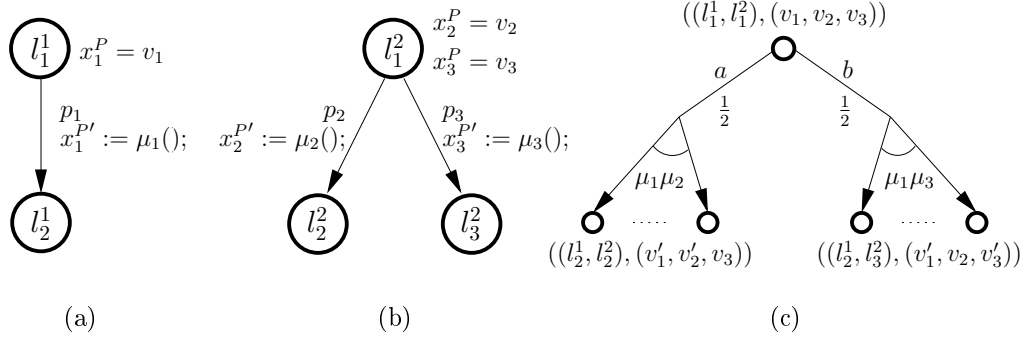 l_1^1
x_1^P = v_1
p_1
x_1^{P'} := μ_1();
l_2^1
(a)
l_1^2
x_2^P = v_2
x_3^P = v_3
p_2
x_2^{P'} := μ_2();
p_3
x_3^{P'} := μ_3();
l_2^2
l_3^2
(b)
((l_1^1, l_1^2), (v_1, v_2, v_3))
a
1/2
b
1/2
μ_1μ_2
μ_1μ_3
.....
.....
((l_2^1, l_2^2), (v_1', v_2', v_3))
((l_2^1, l_3^2), (v_1', v_2, v_3'))
(c)